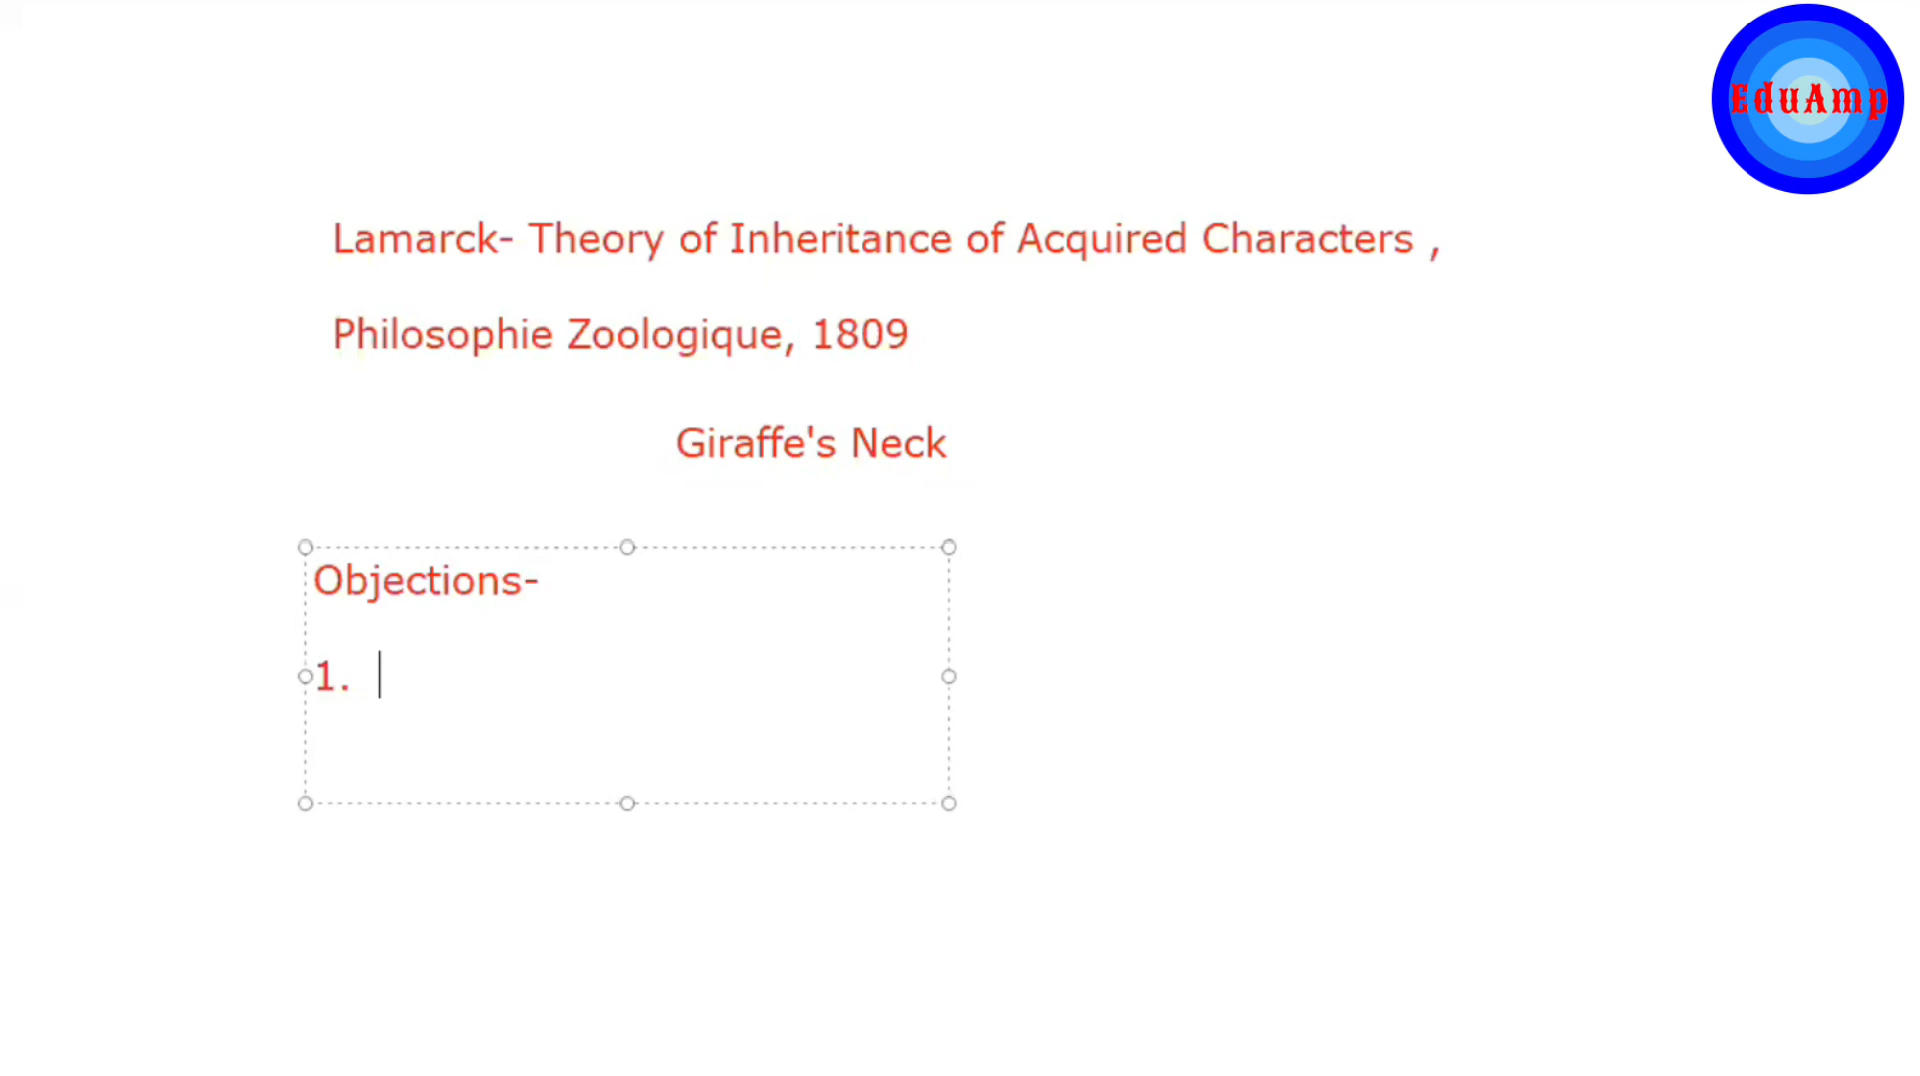 EduAmp
Lamarck- Theory of Inheritance of Acquired Characters ,
Philosophie Zoologique, 1809
Giraffe's Neck
Objections-
1.